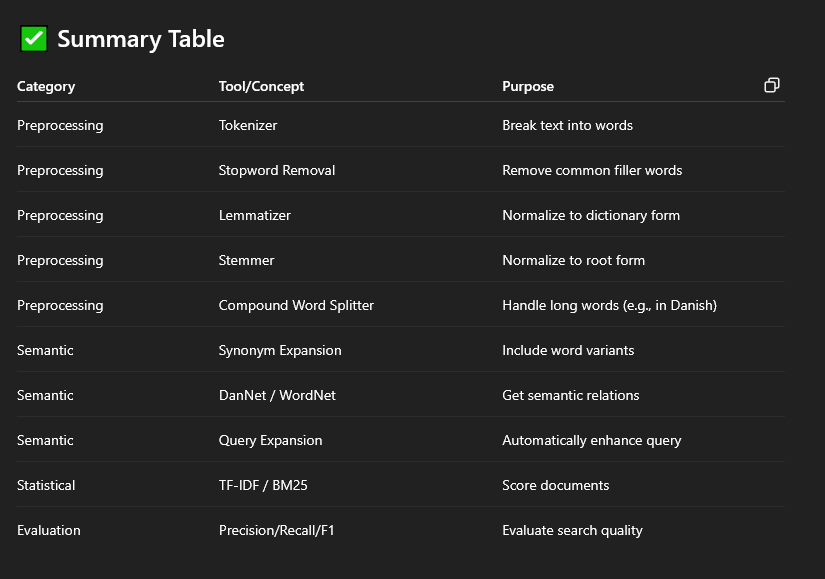 ✅ Summary Table
Category Tool/Concept Purpose
Preprocessing Tokenizer Break text into words
Preprocessing Stopword Removal Remove common filler words
Preprocessing Lemmatizer Normalize to dictionary form
Preprocessing Stemmer Normalize to root form
Preprocessing Compound Word Splitter Handle long words (e.g., in Danish)
Semantic Synonym Expansion Include word variants
Semantic DanNet / WordNet Get semantic relations
Semantic Query Expansion Automatically enhance query
Statistical TF-IDF / BM25 Score documents
Evaluation Precision/Recall/F1 Evaluate search quality